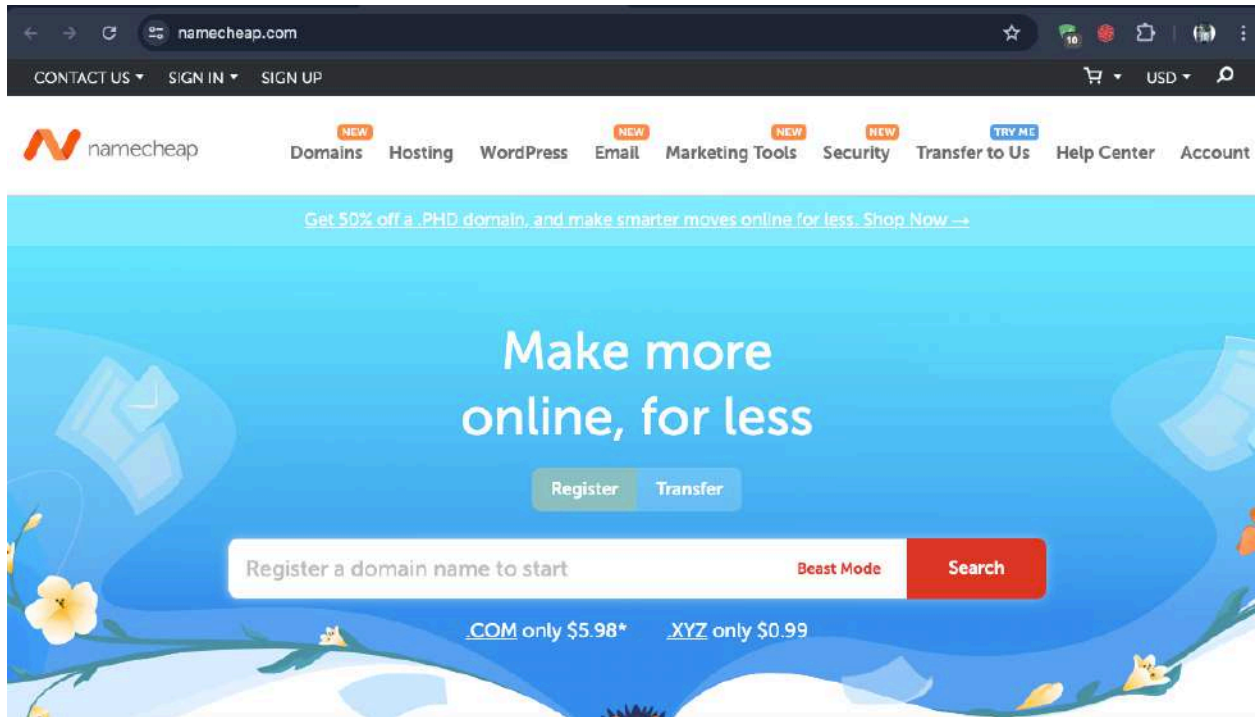 namecheap.com
10
CONTACT US SIGN IN SIGN UP USD
NEW NEW NEW NEW TRY ME
namecheap Domains Hosting WordPress Email Marketing Tools Security Transfer to Us Help Center Account
Get 50% off a .PHD domain, and make smarter moves online for less. Shop Now →
Make more
online, for less
Register Transfer
Register a domain name to start Beast Mode Search
.COM only $5.98* .XYZ only $0.99